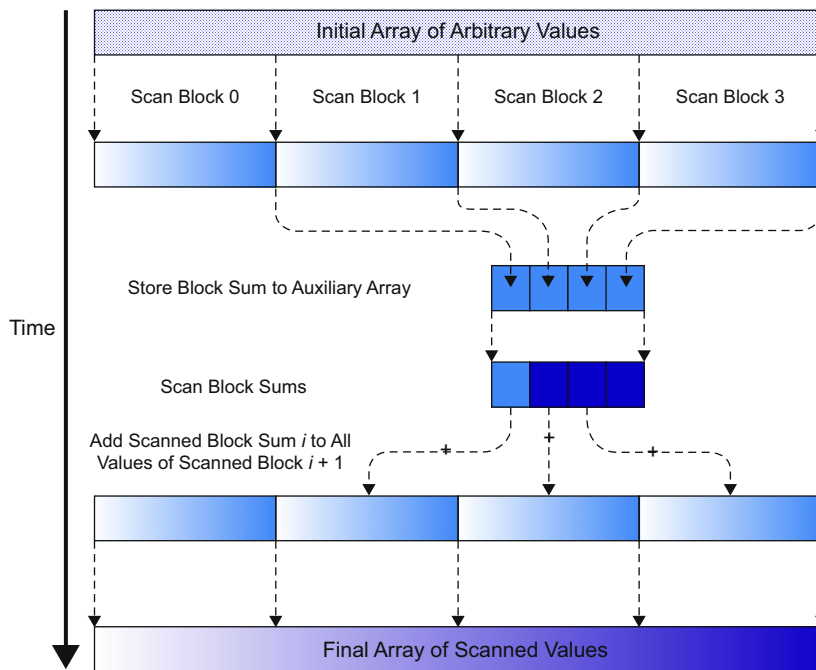 Initial Array of Arbitrary Values
Scan Block 0
Scan Block 1
Scan Block 2
Scan Block 3
Store Block Sum to Auxiliary Array
Time
Scan Block Sums
Add Scanned Block Sum i to All
Values of Scanned Block i + 1
+
+
+
Final Array of Scanned Values